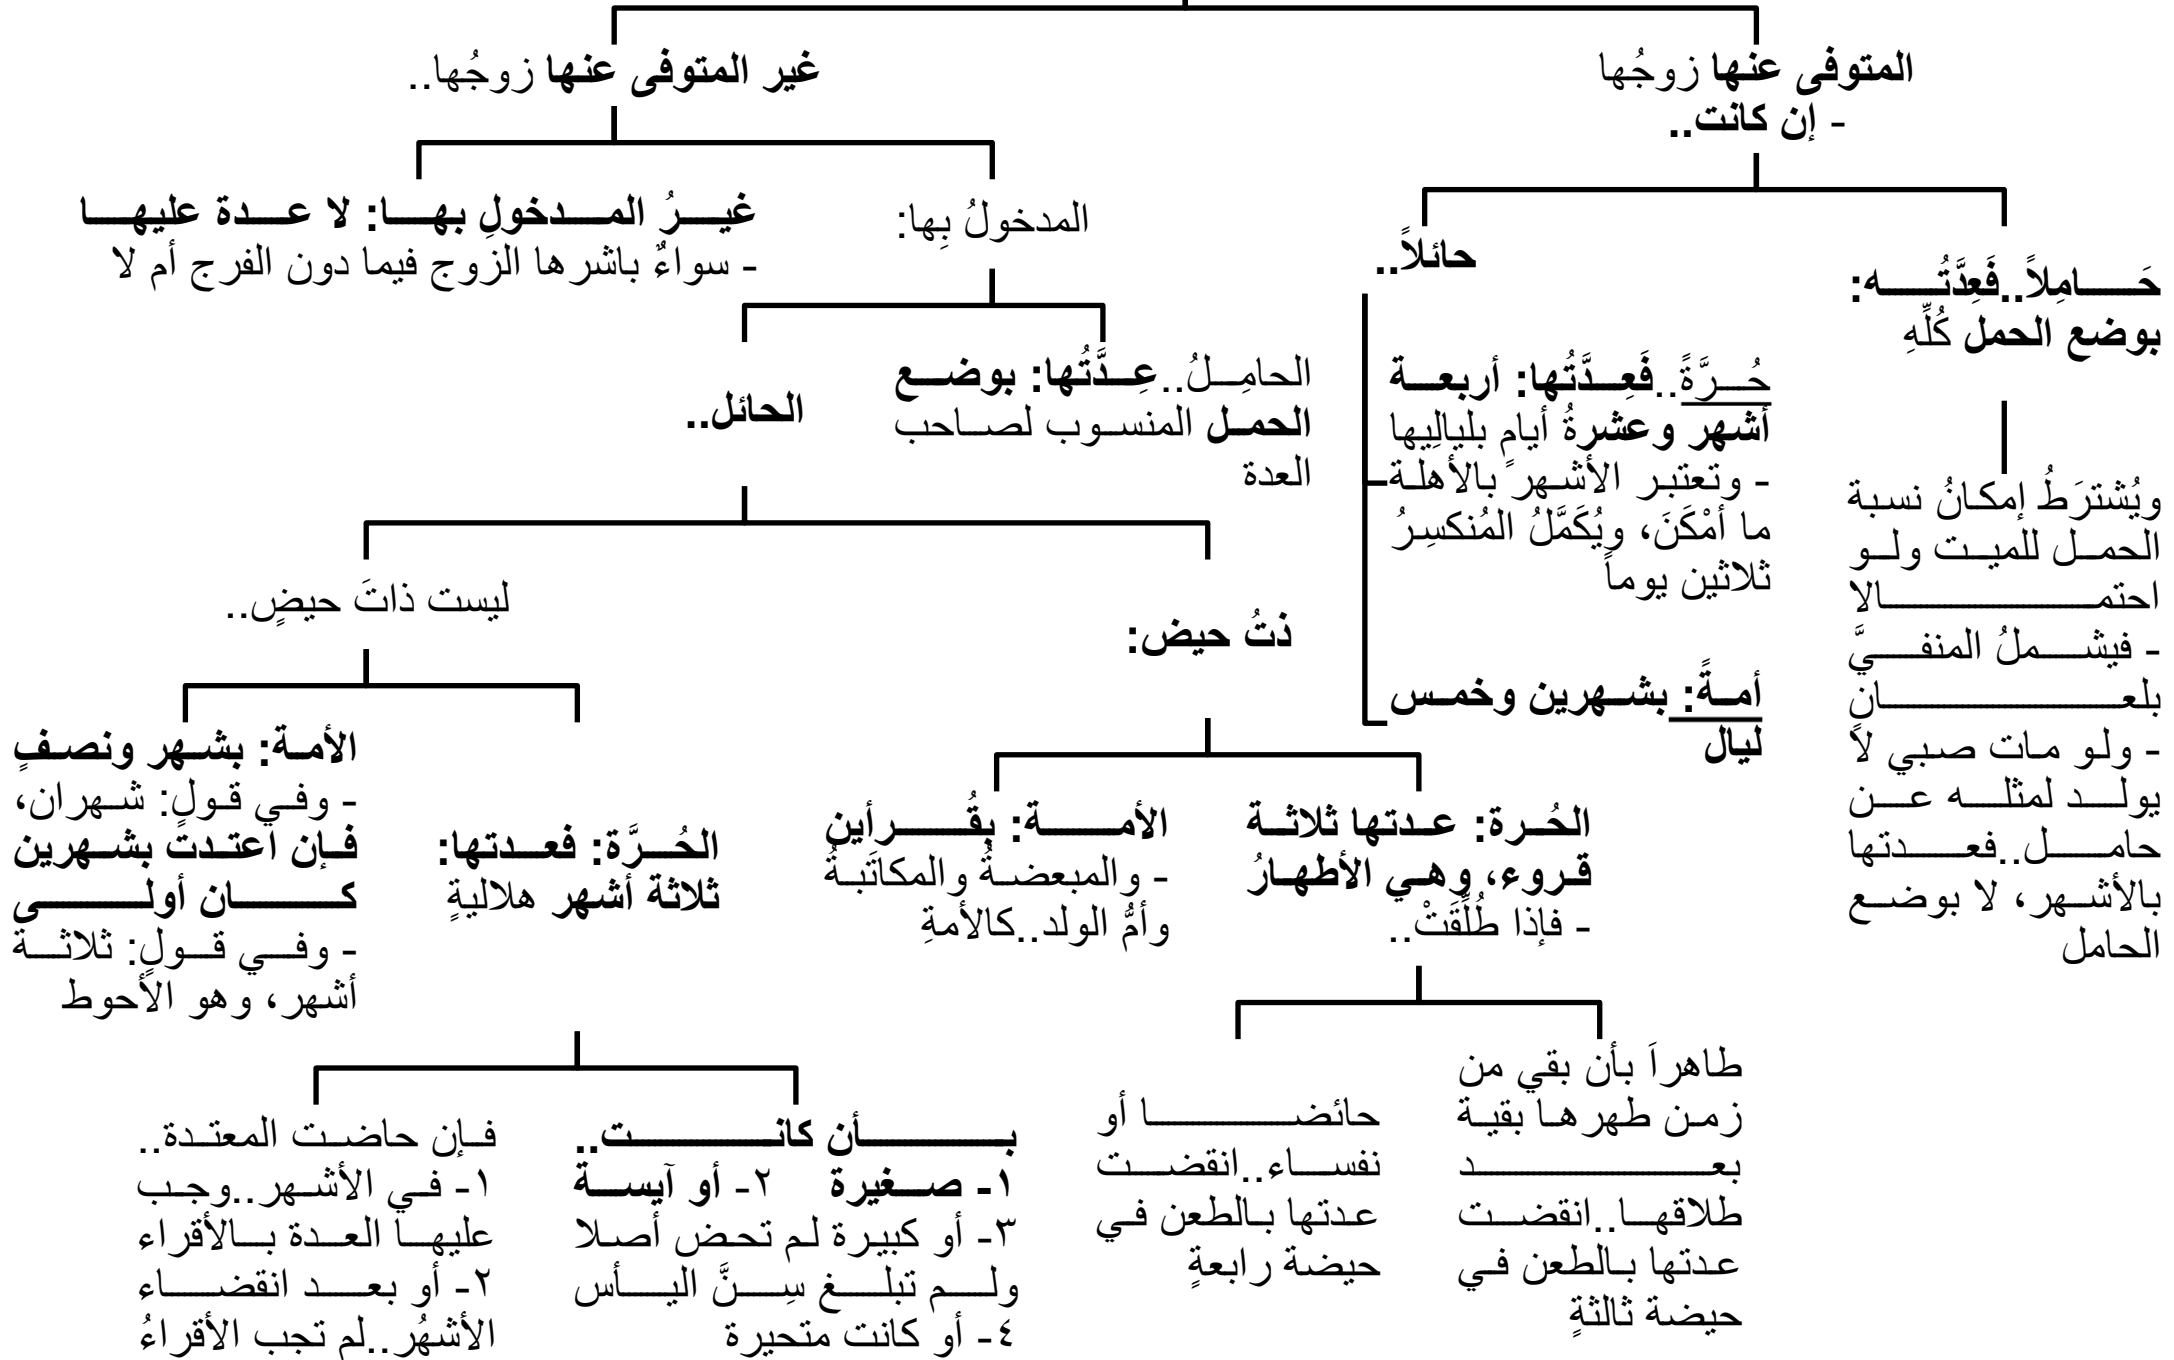 المتوفى عنها زوجُها
- إن كانت..
حَـامِلاً..فَعِدَّتُـه:
بوضع الحمل كُلِّهِ
ويُشترَطُ إمكانُ نسبة
الحمل للميت ولو
احتمالا
- فيشملُ المنفيَّ
بلعانٍ
- ولو مات صبي لا
يولد لمثله عن
حامل..فعدتها
بالأشهر، لا بوضع
الحامل
حائلاً..
حُرَّةً..فَعِدَّتُها: أربعة
أشهر وعشرةُ أيامٍ بليالِيها
- وتعتبر الأشهر بالأهلة
ما أمْكَنَ، ويُكَمَّلُ المُنكسِرُ
ثلاثين يوماً
أمةً: بشهرين وخمس
ليال
غير المتوفى عنها زوجُها..
المدخولُ بِها:
الحامِلُ..عِدَّتُها: بوضع
الحمل المنسوب لصاحب
العدة
الحائل..
ذتُ حيض:
الحُرة: عدتها ثلاثة
قروء، وهي الأطهارُ
- فإذا طُلِّقَتْ..
طاهراَ بأن بقي من
زمن طهرها بقية
بعد
طلاقها..انقضت
عدتها بالطعن في
حيضة ثالثةٍ
حائضا أو
نفساء..انقضت
عدتها بالطعن في
حيضة رابعةٍ
الأمة: بقُرأين
- والمبعضةُ والمكاتَبةُ
وأمُّ الولد..كالأمةِ
ليست ذاتَ حيضٍ..
الحُرَّة: فعدتها:
ثلاثة أشهر هلاليةٍ
بأن كانت..
١- صغيرة ٢- أو آيسة
٣- أو كبيرة لم تحض أصلا
ولم تبلغ سِنَّ اليأس
٤- أو كانت متحيرة
فإن حاضت المعتدة..
١- في الأشهر..وجب
عليها العدة بالأقراء
٢- أو بعد انقضاء
الأشهُر..لم تجب الأقراءُ
الأمة: بشهر ونصفٍ
- وفي قولٍ: شهران،
فإن اعتدت بشهرين
كان أولى
- وفي قولٍ: ثلاثة
أشهر، وهو الأحوط
غيرُ المدخولِ بها: لا عدة عليها
- سواءٌ باشرها الزوج فيما دون الفرج أم لا